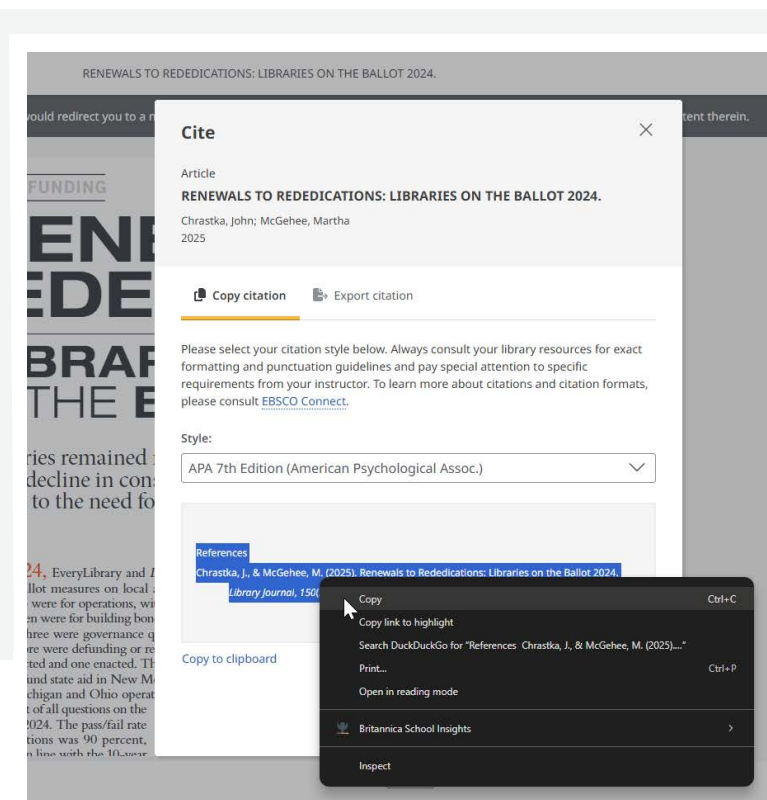 RENEWALS TO REDEDICATIONS: LIBRARIES ON THE BALLOT 2024.
would redirect you to a
tent therein.
FUNDING
ENE
EDE
BRAR
THE
ries remained
decline in con
to the need fo
24, EveryLibrary and
llot measures on local
were for operations, wi
en were for building bon
hree were governance q
re were defunding or re
cted and one enacted. Th
und state aid in New M
chigan and Ohio operat
t of all questions on the
2024. The pass/fail rate
tions was 90 percent,
n line with the 10-year
Cite
Article
RENEWALS TO REDEDICATIONS: LIBRARIES ON THE BALLOT 2024.
Chrastka, John; McGehee, Martha
2025
Copy citation Export citation
Please select your citation style below. Always consult your library resources for exact
formatting and punctuation guidelines and pay special attention to specific
requirements from your instructor. To learn more about citations and citation formats,
please consult EBSCO Connect.
Style:
APA 7th Edition (American Psychological Assoc.)
References
Chrastka, J., & McGehee, M. (2025). Renewals to Rededications: Libraries on the Ballot 2024.
Library Journal, 150(
Copy to clipboard
Copy Ctrl+C
Copy link to highlight
Search DuckDuckGo for “References Chrastka, J., & McGehee, M. (2025)....”
Print... Ctrl+P
Open in reading mode
Britannica School Insights
Inspect